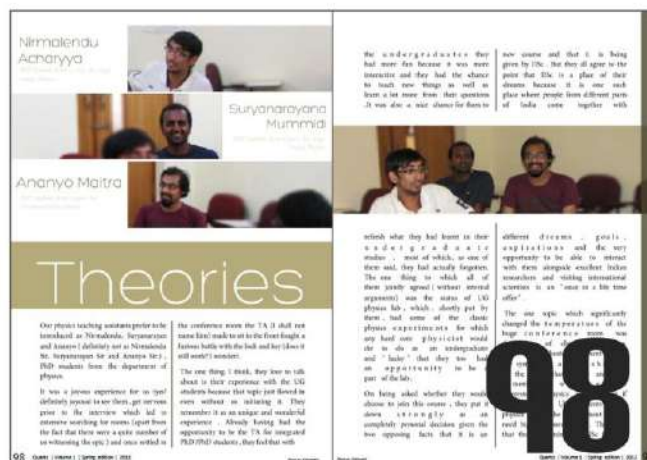 Nirmalendu
Acharyya
Suryanarayana
Mummidi
Ananyo Maitra
Theories
Our physics teaching assistants prefer to be
introduced as Nirmalendu, Suryanarayan
and Ananyo ( definitely not as Nirmalendu
Sir, Suryanarayan Sir and Ananya Sir) ,
PhD students from the department of
physics.
It was a joyous experience for us (yes!
definitely joyous) to see them , get nervous
prior to the interview which led to
extensive searching for rooms (apart from
the fact that there were a quite number of
us witnessing the epic ) and once settled in
the conference room the TA (I shall not
name him) made to sit in the front fought a
furious battle with the lock and key (does it
still work? I wonder).
The one thing I think, they love to talk
about is their experience with the UG
students because that topic just flowed in
even without us initiating it. They
remember it as an unique and wonderful
experience . Already having had the
opportunity to be the TA for integrated
PhD /PhD students , they feel that with
98 Quanta | Volume 1 | Spring edition | 2012
the undergraduates they
had more fun because it was more
interactive and they had the chance
to teach new things as well as
learn a lot more from their questions
.It was also a nice chance for them to
new course and that it is being
given by IISc . But they all agree to the
point that IISc is a place of their
dreams because it is one such
place where people from different parts
of India come together with
refresh what they had learnt in their
undergraduate
studies , most of which, as one of
them said, they had actually forgotten.
The one thing to which all of
them jointly agreed ( without internal
arguments) was the status of UG
physics lab , which , shortly put by
them , had some of the classic
physics experiments for which
any hard core physicist would
die to do as an undergraduate
and " lucky " that they too had
an opportunity to be a
part of the lab.
On being asked whether they would
choose to join this course , they put it
down strongly as an
completely personal decision given the
two opposing facts that it is an
different dreams , goals ,
aspirations and the very
opportunity to be able to interact
with them alongside excellent Indian
researchers and visiting international
scientists is an "once in a life time
offer" .
The one topic which significantly
changed the temperature of the
huge conference room was
98